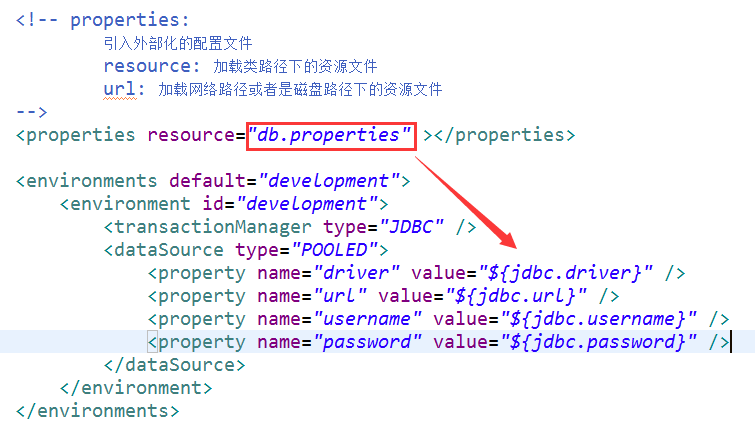 <!-- properties:
引入外部化的配置文件
resource: 加载类路径下的资源文件
url: 加载网络路径或者是磁盘路径下的资源文件
-->
<properties resource="db.properties" ></properties>
<environments default="development">
<environment id="development">
<transactionManager type="JDBC" />
<dataSource type="POOLED">
<property name="driver" value="${jdbc.driver}" />
<property name="url" value="${jdbc.url}" />
<property name="username" value="${jdbc.username}" />
<property name="password" value="${jdbc.password}" />
</dataSource>
</environment>
</environments>